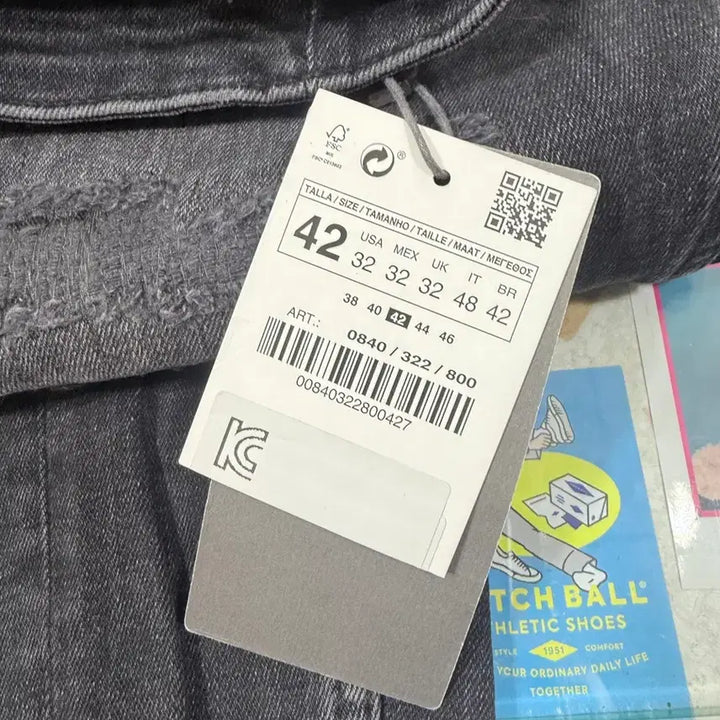 FSC
TALLA / SIZE / TAMANHO / TAILLE / MAAT / ΜΕΓΕΘΟΣ
42 USA MEX UK IT BR
32 32 32 48 42
38 40 42 44 46
ART.: 0840 / 322 / 800
00840322800427
TCH BALL®
HLETIC SHOES
STYLE 1951 COMFORT
YOUR ORDINARY DAILY LIFE
TOGETHER